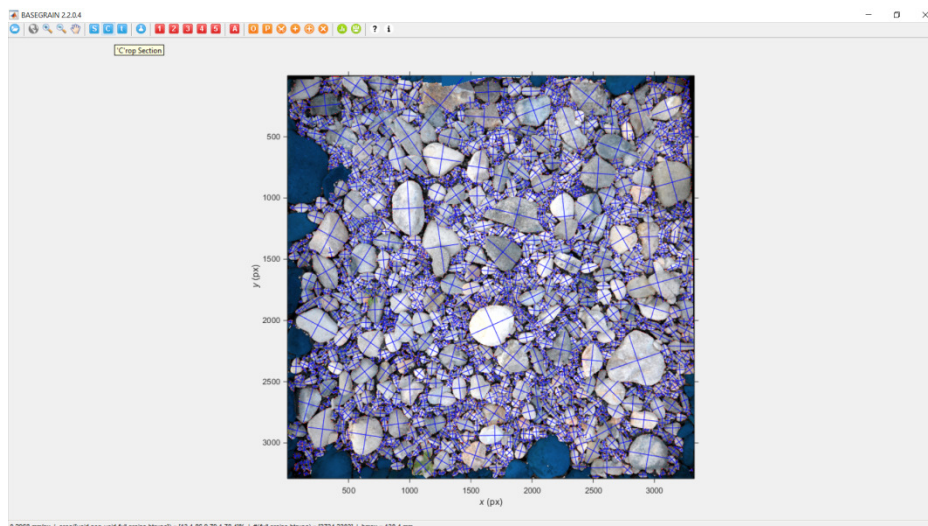 BASEGRAIN 2.2.0.4
S C I 1 2 3 4 5 A O P ? i
'C'rop Section
500
1000
1500
2000
2500
3000
y (px)
500 1000 1500 2000 2500 3000
x (px)